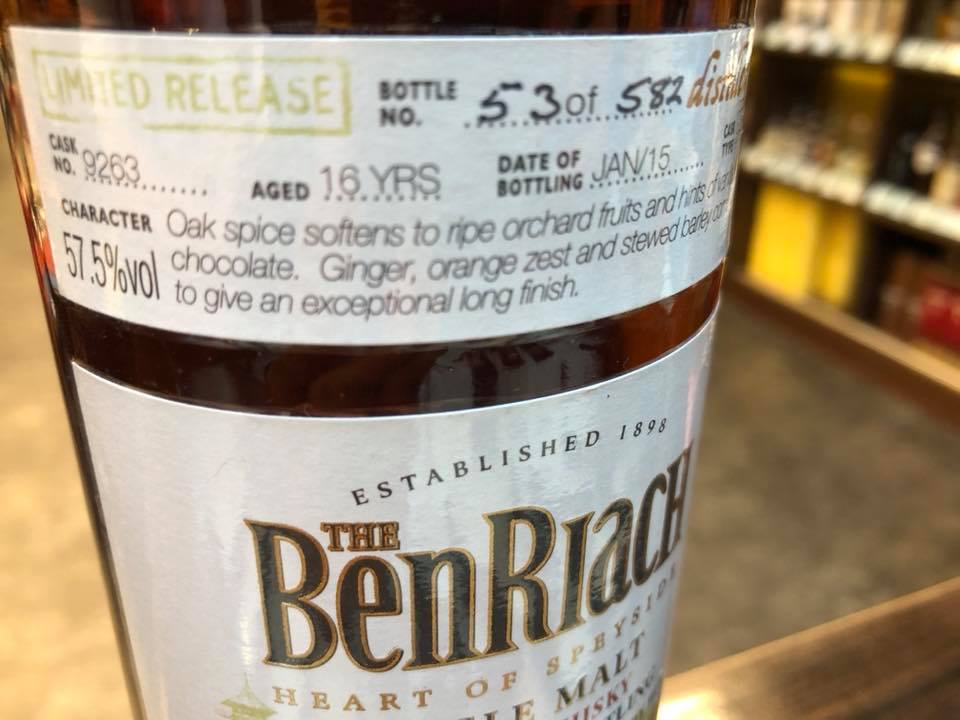 LIMITED RELEASE
BOTTLE NO. 53 of 582
CASK NO. 9263
AGED 16 YRS
DATE OF BOTTLING JAN/15
CHARACTER Oak spice softens to ripe orchard fruits and hints of
57.5%vol chocolate. Ginger, orange zest and stewed barley
to give an exceptional long finish.
ESTABLISHED 1898
THE
BENRIACH
HEART OF SPEYSIDE
MALT